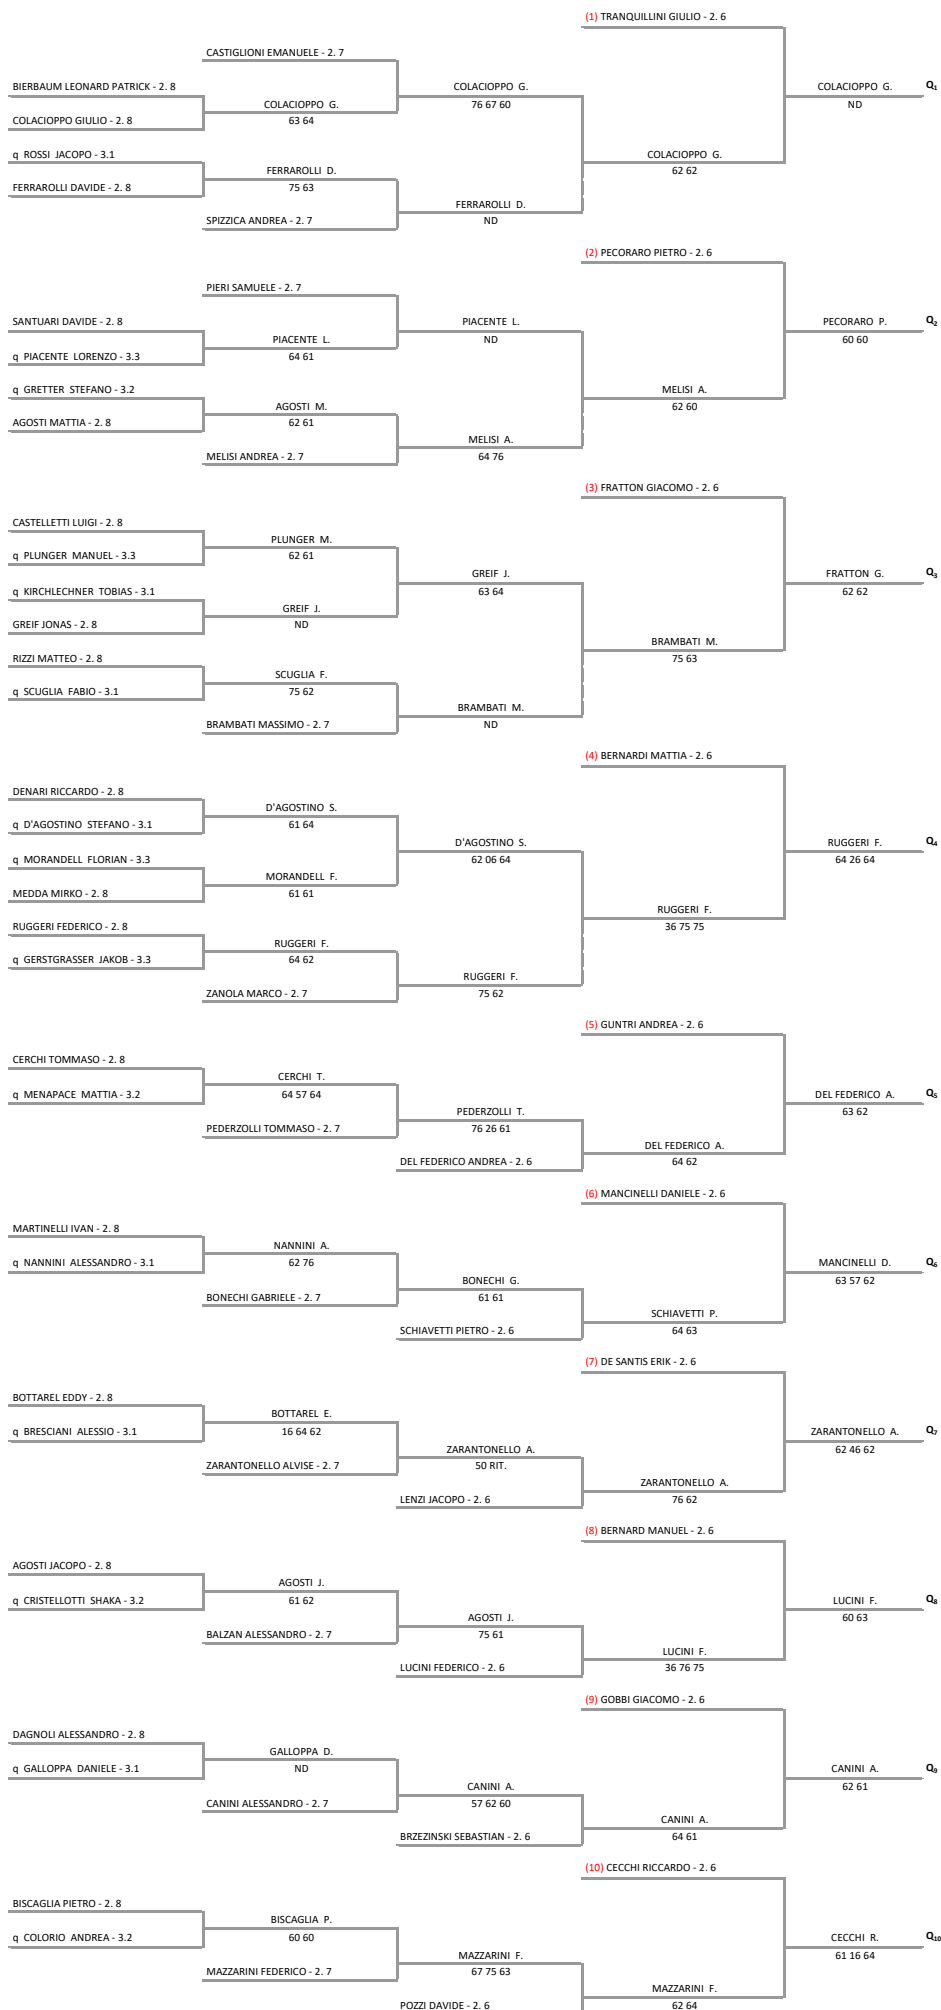 (1) TRANQUILLINI GIULIO - 2. 6
CASTIGLIONI EMANUELE - 2. 7
BIERBAUM LEONARD PATRICK - 2. 8
COLACIOPPO G.
COLACIOPPO G.
Q1
76 67 60
ND
COLACIOPPO G.
COLACIOPPO GIULIO - 2. 8
63 64
q ROSSI JACOPO - 3.1
COLACIOPPO G.
62 62
FERRAROLLI D.
FERRAROLLI DAVIDE - 2. 8
75 63
FERRAROLLI D.
SPIZZICA ANDREA - 2. 7
ND
(2) PECORARO PIETRO - 2. 6
PIERI SAMUELE - 2. 7
SANTUARI DAVIDE - 2. 8
PIACENTE L.
PECORARO P.
Q2
ND
60 60
PIACENTE L.
q PIACENTE LORENZO - 3.3
64 61
q GRETTER STEFANO - 3.2
MELISI A.
62 60
AGOSTI M.
AGOSTI MATTIA - 2. 8
62 61
MELISI A.
MELISI ANDREA - 2. 7
64 76
(3) FRATTON GIACOMO - 2. 6
CASTELLETTI LUIGI - 2. 8
PLUNGER M.
q PLUNGER MANUEL - 3.3
62 61
GREIF J.
FRATTON G.
Q3
63 64
62 62
q KIRCHLECHNER TOBIAS - 3.1
GREIF J.
GREIF JONAS - 2. 8
ND
BRAMBATI M.
75 63
RIZZI MATTEO - 2. 8
SCUGLIA F.
q SCUGLIA FABIO - 3.1
75 62
BRAMBATI M.
BRAMBATI MASSIMO - 2. 7
ND
(4) BERNARDI MATTIA - 2. 6
DENARI RICCARDO - 2. 8
D'AGOSTINO S.
q D'AGOSTINO STEFANO - 3.1
61 64
D'AGOSTINO S.
RUGGERI F.
Q4
62 06 64
64 26 64
q MORANDELL FLORIAN - 3.3
MORANDELL F.
MEDDA MIRKO - 2. 8
61 61
RUGGERI F.
36 75 75
RUGGERI FEDERICO - 2. 8
RUGGERI F.
q GERSTGRASSER JAKOB - 3.3
64 62
RUGGERI F.
ZANOLA MARCO - 2. 7
75 62
(5) GUNTRI ANDREA - 2. 6
CERCHI TOMMASO - 2. 8
CERCHI T.
q MENAPACE MATTIA - 3.2
64 57 64
DEL FEDERICO A.
Q5
63 62
PEDERZOLLI T.
PEDERZOLLI TOMMASO - 2. 7
76 26 61
DEL FEDERICO A.
DEL FEDERICO ANDREA - 2. 6
64 62
(6) MANCINELLI DANIELE - 2. 6
MARTINELLI IVAN - 2. 8
NANNINI A.
q NANNINI ALESSANDRO - 3.1
62 76
MANCINELLI D.
Q6
63 57 62
BONECHI G.
BONECHI GABRIELE - 2. 7
61 61
SCHIAVETTI P.
SCHIAVETTI PIETRO - 2. 6
64 63
(7) DE SANTIS ERIK - 2. 6
BOTTAREL EDDY - 2. 8
BOTTAREL E.
q BRESCIANI ALESSIO - 3.1
16 64 62
ZARANTONELLO A.
Q7
62 46 62
ZARANTONELLO A.
ZARANTONELLO ALVISE - 2. 7
50 RIT.
ZARANTONELLO A.
LENZI JACOPO - 2. 6
76 62
(8) BERNARD MANUEL - 2. 6
AGOSTI JACOPO - 2. 8
AGOSTI J.
q CRISTELLOTTI SHAKA - 3.2
61 62
LUCINI F.
Q8
60 63
AGOSTI J.
BALZAN ALESSANDRO - 2. 7
75 61
LUCINI F.
LUCINI FEDERICO - 2. 6
36 76 75
(9) GOBBI GIACOMO - 2. 6
DAGNOLI ALESSANDRO - 2. 8
GALLOPPA D.
q GALLOPPA DANIELE - 3.1
ND
CANINI A.
Q9
62 61
CANINI A.
CANINI ALESSANDRO - 2. 7
57 62 60
CANINI A.
BRZEZINSKI SEBASTIAN - 2. 6
64 61
(10) CECCHI RICCARDO - 2. 6
BISCAGLIA PIETRO - 2. 8
BISCAGLIA P.
q COLORIO ANDREA - 3.2
60 60
CECCHI R.
Q10
61 16 64
MAZZARINI F.
MAZZARINI FEDERICO - 2. 7
67 75 63
MAZZARINI F.
POZZI DAVIDE - 2. 6
62 64